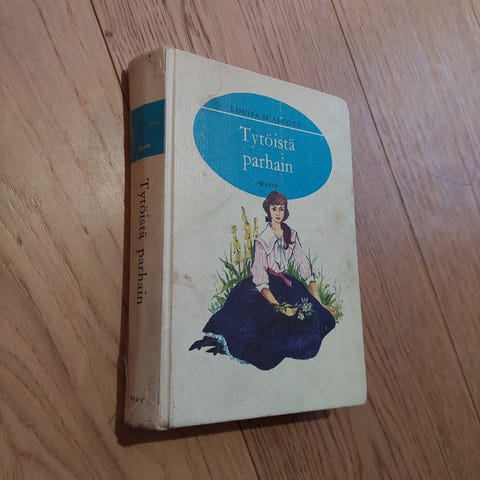 LOUISA M. ALCOTT
Tytöistä
parhain
WSOY
Tytöistä parhain
WSOY